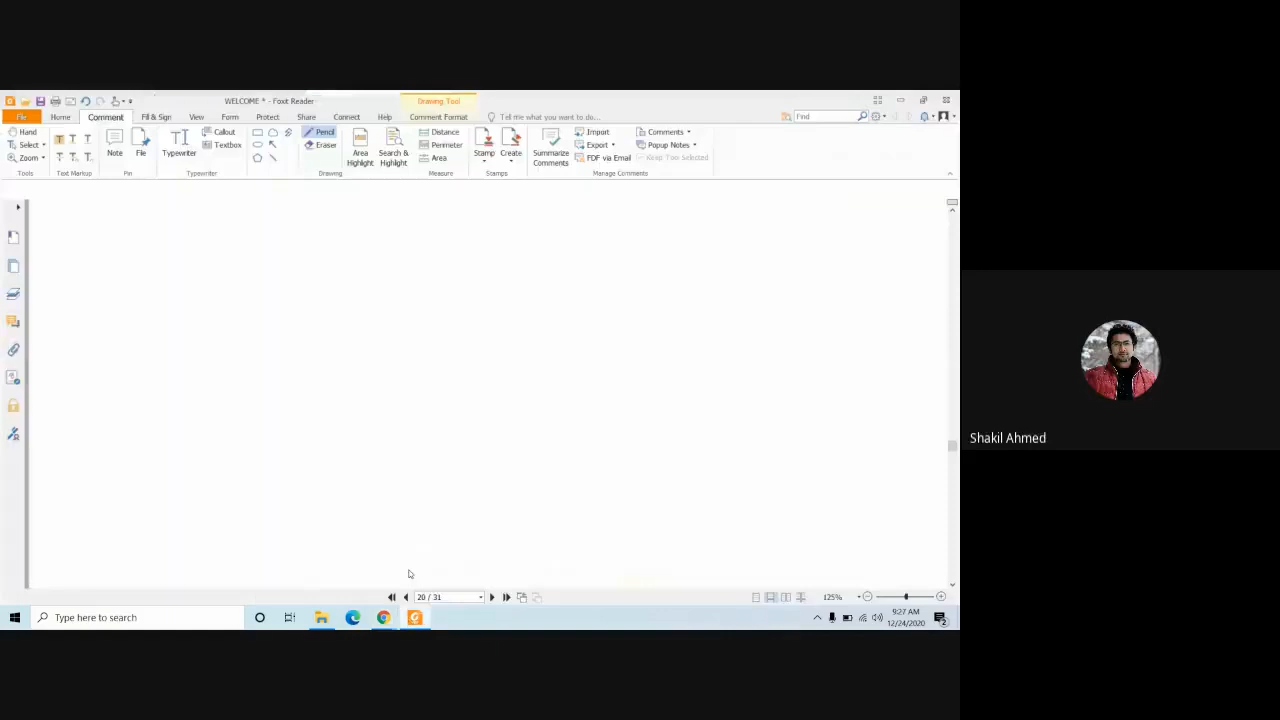 WELCOME * - Foxit Reader
Drawing Tool
File
Home
Comment
Fill & Sign
View
Form
Protect
Share
Connect
Help
Comment Format
Tell me what you want to do...
Find
Hand
Select
Zoom
Tools
Text Markup
Note
File
Pin
Typewriter
Callout
Textbox
Typewriter
Pencil
Eraser
Drawing
Area Highlight
Search & Highlight
Distance
Perimeter
Area
Measure
Stamp
Create
Stamps
Summarize Comments
Import
Export
FDF via Email
Comments
Popup Notes
Keep Tool Selected
Manage Comments
Shakil Ahmed
20 / 31
125%
Type here to search
9:27 AM
12/24/2020
2